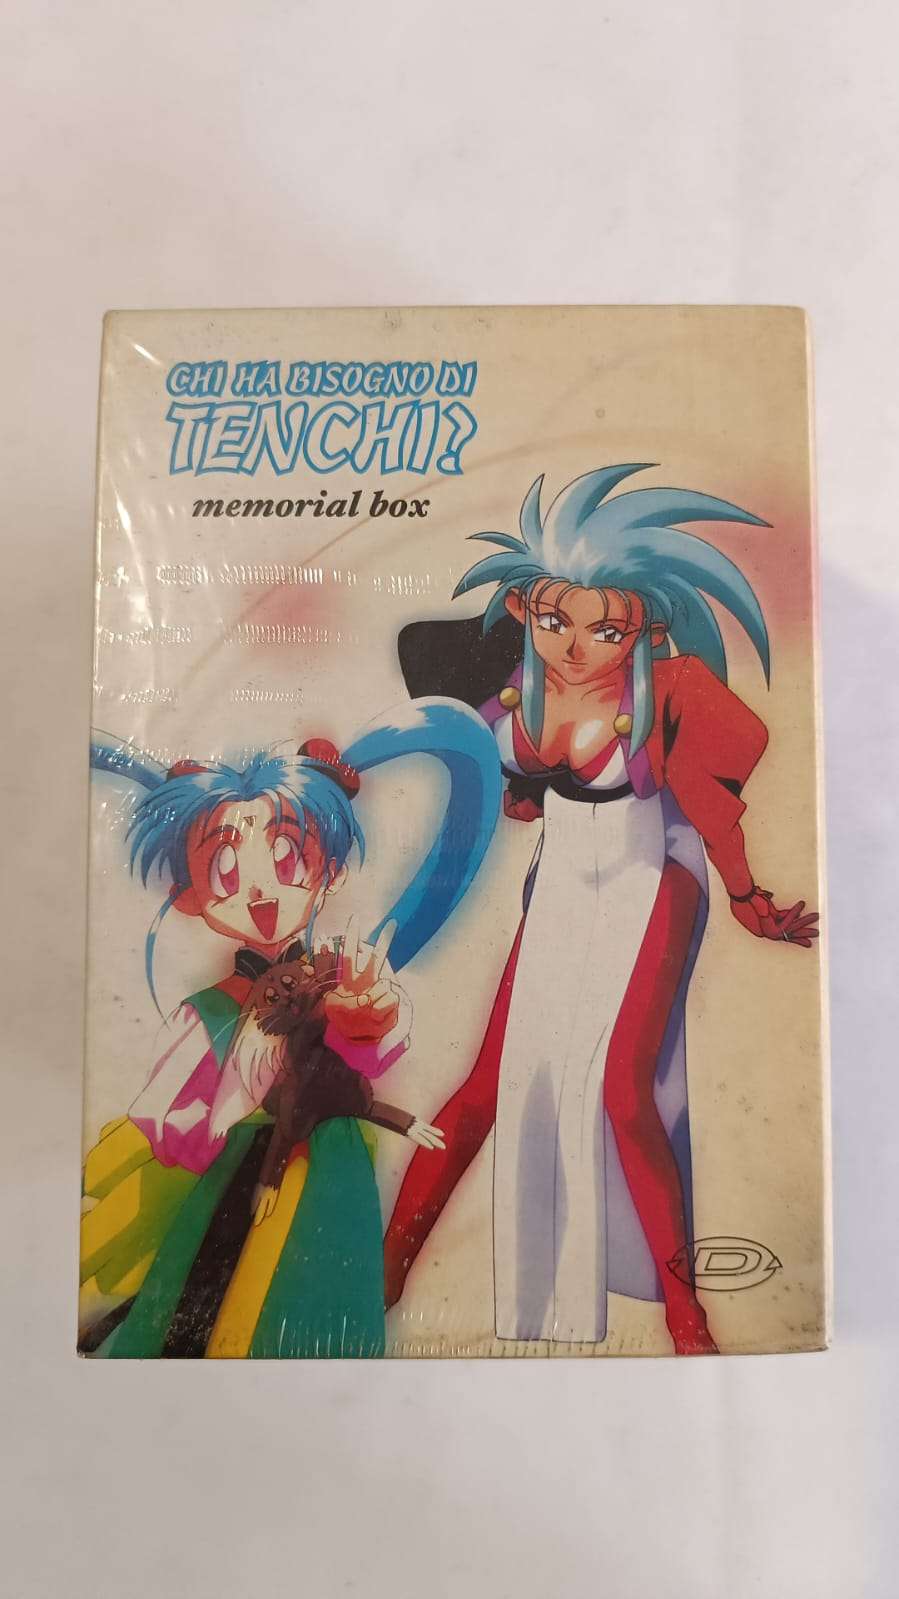 CHI HA BISOGNO DI
TENCHI?
memorial box
D